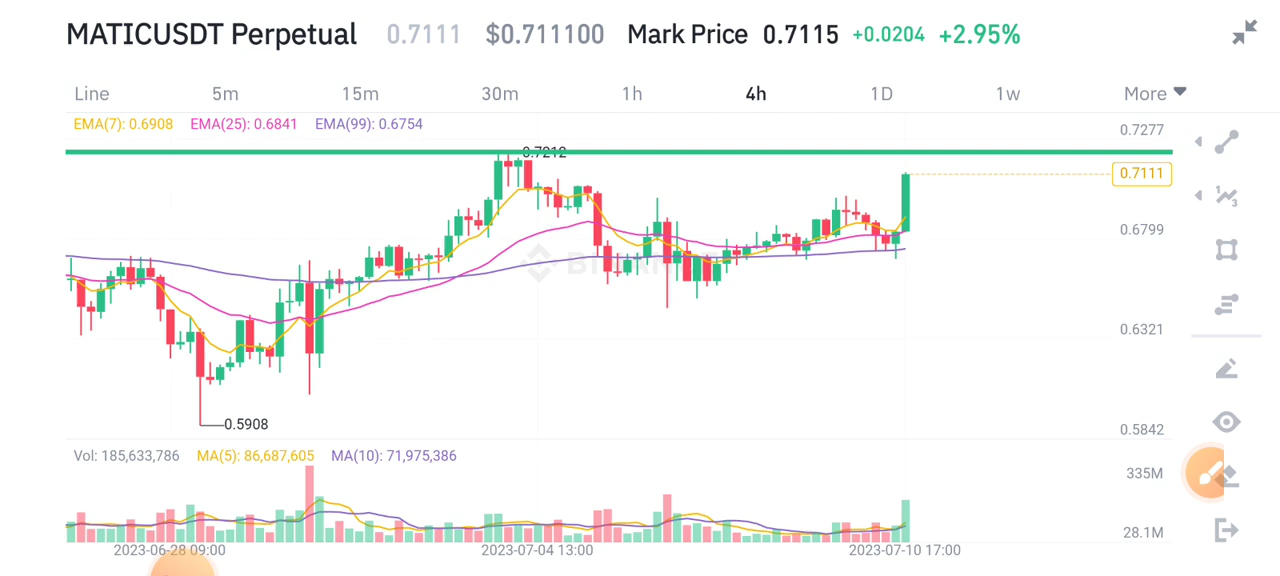 MATICUSDT Perpetual 0.7111 $0.711100 Mark Price 0.7115 +0.0204 +2.95%
Line 5m 15m 30m 1h 4h 1D 1w More
EMA(7): 0.6908 EMA(25): 0.6841 EMA(99): 0.6754
0.7277
0.7212
0.7111
0.6799
0.6321
0.5908
0.5842
Vol: 185,633,786 MA(5): 86,687,605 MA(10): 71,975,386
335M
28.1M
2023-06-28 09:00 2023-07-04 13:00 2023-07-10 17:00